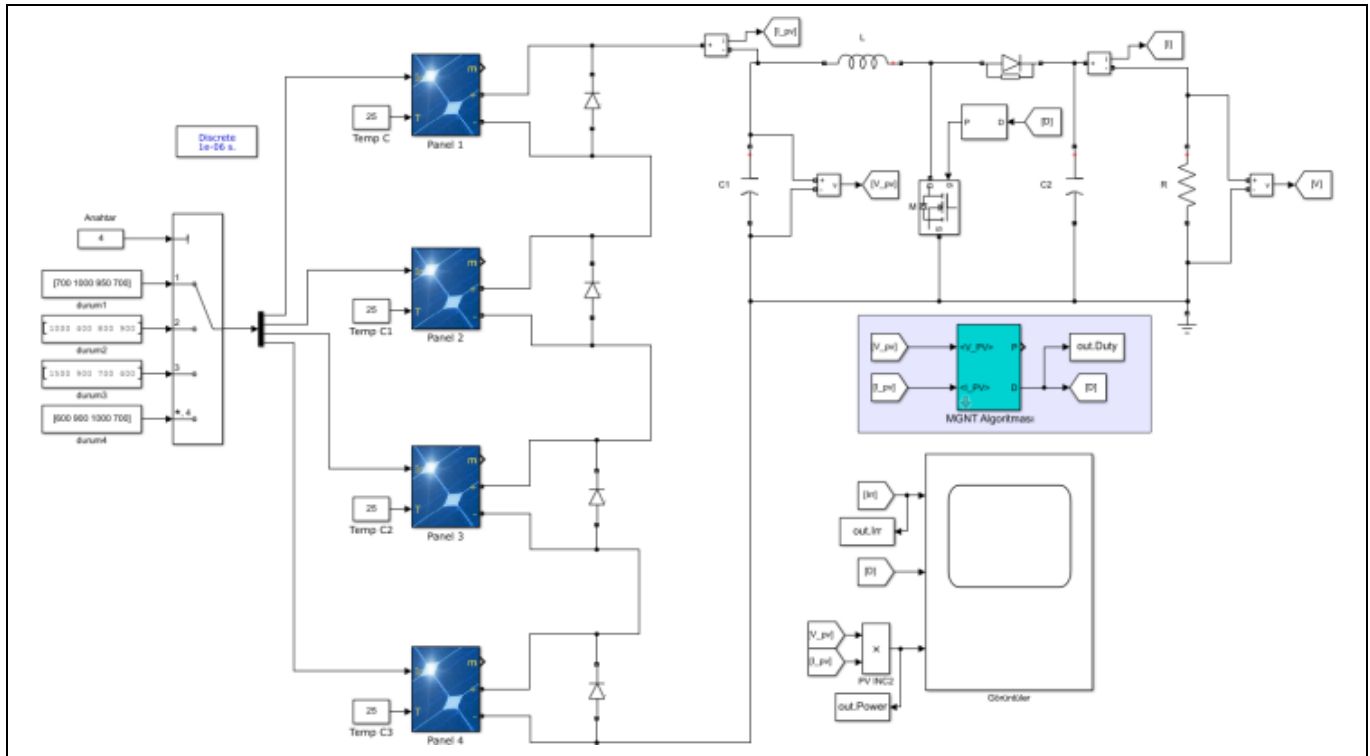 Discrete
1e-06 s.
Anahtar
4
[700 1000 950 700]
durum1
1
durum2
2
durum3
3
[600 900 1000 700]
durum4
*, 4
m
T
+
-
25
Temp C
Panel 1
m
T
+
-
25
Temp C1
Panel 2
m
T
+
-
25
Temp C2
Panel 3
m
T
+
-
25
Temp C3
Panel 4
[I_pv]
L
[I]
P
D
[D]
C1
+
-
v
[V_pv]
D
g
M
S
C2
R
+
-
v
[V]
[V_pv]
[I_pv]
<V_PV>
<I_PV>
P
D
out.Duty
[D]
MGNT Algoritması
[Irr]
out.Irr
[D]
[V_pv]
[I_pv]
×
PV INC2
out.Power
Görüntüler